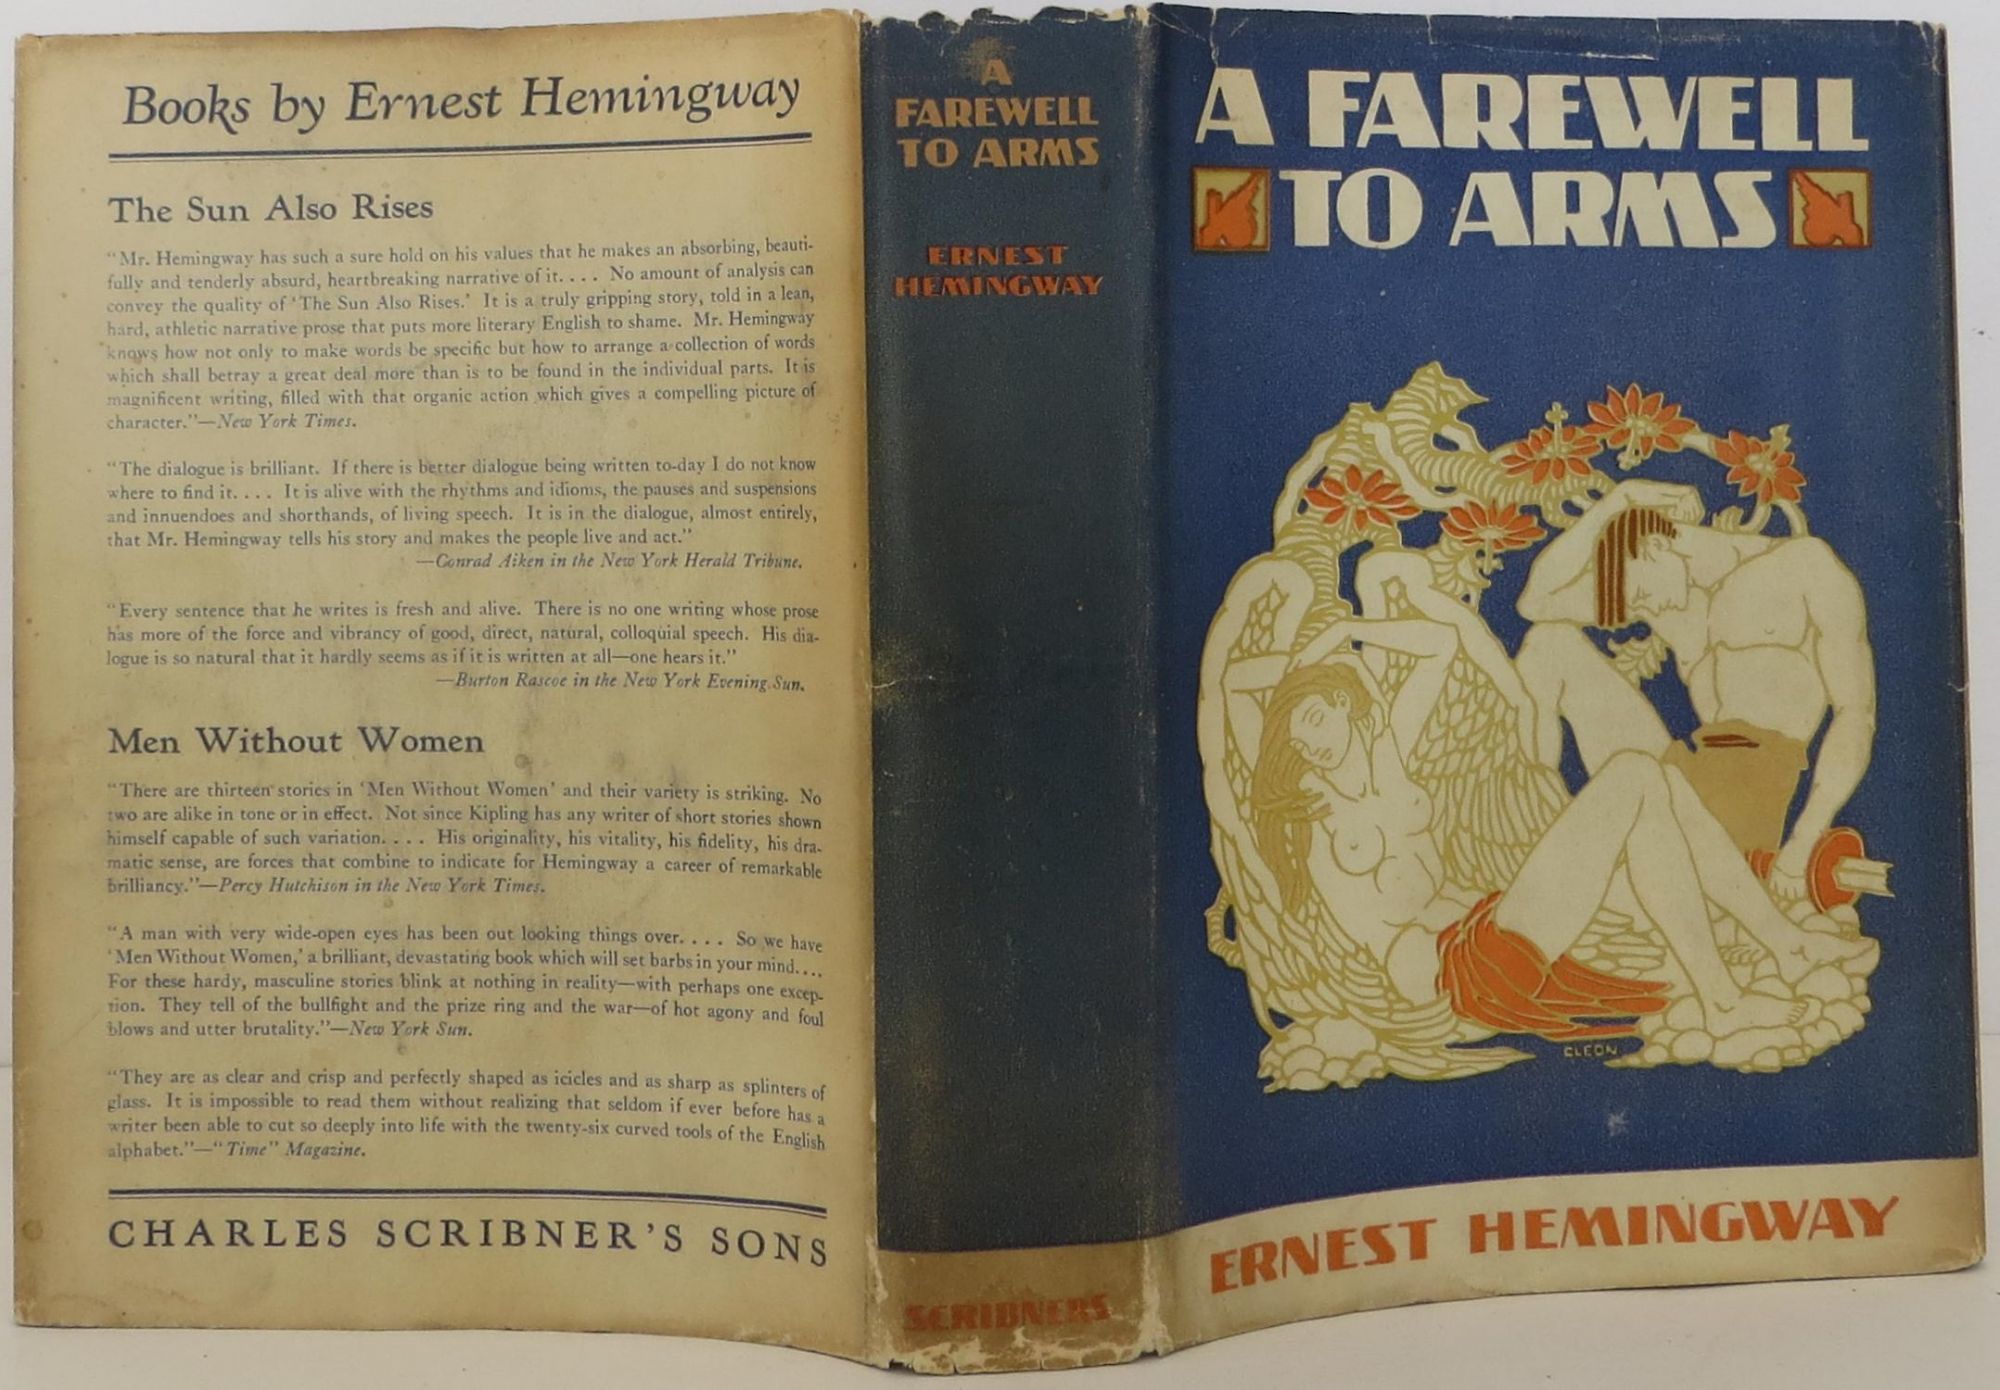 Books by Ernest Hemingway
The Sun Also Rises
"Mr. Hemingway has such a sure hold on his values that he makes an absorbing, beauti-
fully and tenderly absurd, heartbreaking narrative of it.... No amount of analysis can
convey the quality of 'The Sun Also Rises.' It is a truly gripping story, told in a lean,
hard, athletic narrative prose that puts more literary English to shame. Mr. Hemingway
knows how not only to make words be specific but how to arrange a collection of words
which shall betray a great deal more than is to be found in the individual parts. It is
magnificent writing, filled with that organic action which gives a compelling picture of
character."—New York Times.
"The dialogue is brilliant. If there is better dialogue being written to-day I do not know
where to find it.... It is alive with the rhythms and idioms, the pauses and suspensions
and innuendoes and shorthands, of living speech. It is in the dialogue, almost entirely,
that Mr. Hemingway tells his story and makes the people live and act."
—Conrad Aiken in the New York Herald Tribune.
"Every sentence that he writes is fresh and alive. There is no one writing whose prose
has more of the force and vibrancy of good, direct, natural, colloquial speech. His dia-
logue is so natural that it hardly seems as if it is written at all—one hears it."
—Burton Rascoe in the New York Evening Sun.
Men Without Women
"There are thirteen stories in 'Men Without Women' and their variety is striking. No
two are alike in tone or in effect. Not since Kipling has any writer of short stories shown
himself capable of such variation.... His originality, his vitality, his fidelity, his dra-
matic sense, are forces that combine to indicate for Hemingway a career of remarkable
brilliancy."—Percy Hutchison in the New York Times.
"A man with very wide-open eyes has been out looking things over.... So we have
'Men Without Women,' a brilliant, devastating book which will set barbs in your mind....
For these hardy, masculine stories blink at nothing in reality—with perhaps one excep-
tion. They tell of the bullfight and the prize ring and the war—of hot agony and foul
blows and utter brutality."—New York Sun.
"They are as clear and crisp and perfectly shaped as icicles and as sharp as splinters of
glass. It is impossible to read them without realizing that seldom if ever before has a
writer been able to cut so deeply into life with the twenty-six curved tools of the English
alphabet."—"Time" Magazine.
CHARLES SCRIBNER'S SONS
A
FAREWELL
TO ARMS
ERNEST
HEMINGWAY
SCRIBNERS
A FAREWELL
TO ARMS
CLEON
ERNEST HEMINGWAY